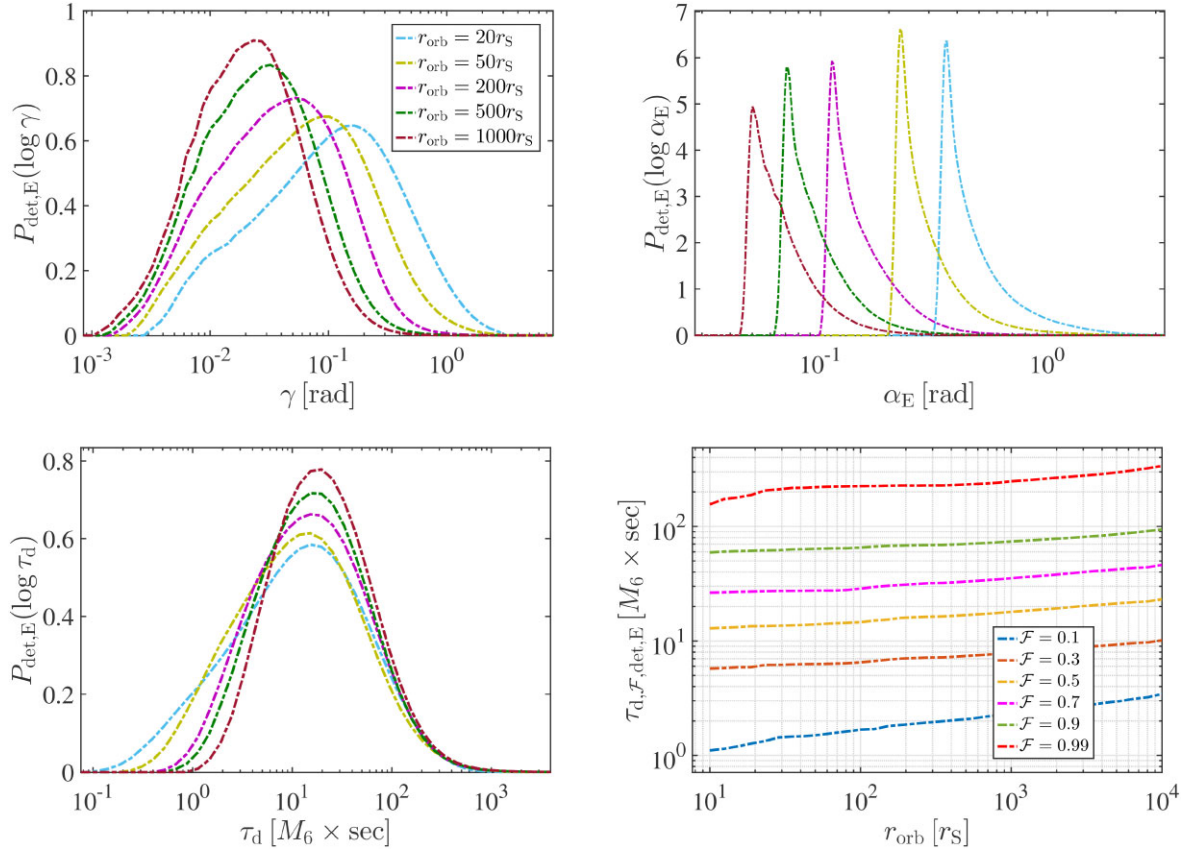 1
0.8
0.6
0.4
0.2
0
P_det,E(log γ)
r_orb = 20r_S
r_orb = 50r_S
r_orb = 200r_S
r_orb = 500r_S
r_orb = 1000r_S
10^-3 10^-2 10^-1 10^0
γ [rad]
7
6
5
4
3
2
1
0
P_det,E(log α_E)
10^-1 10^0
α_E [rad]
0.8
0.6
0.4
0.2
0
P_det,E(log τ_d)
10^-1 10^0 10^1 10^2 10^3
τ_d [M_6 × sec]
10^2
10^1
10^0
τ_d,ℱ,det,E [M_6 × sec]
ℱ = 0.1
ℱ = 0.3
ℱ = 0.5
ℱ = 0.7
ℱ = 0.9
ℱ = 0.99
10^1 10^2 10^3 10^4
r_orb [r_S]